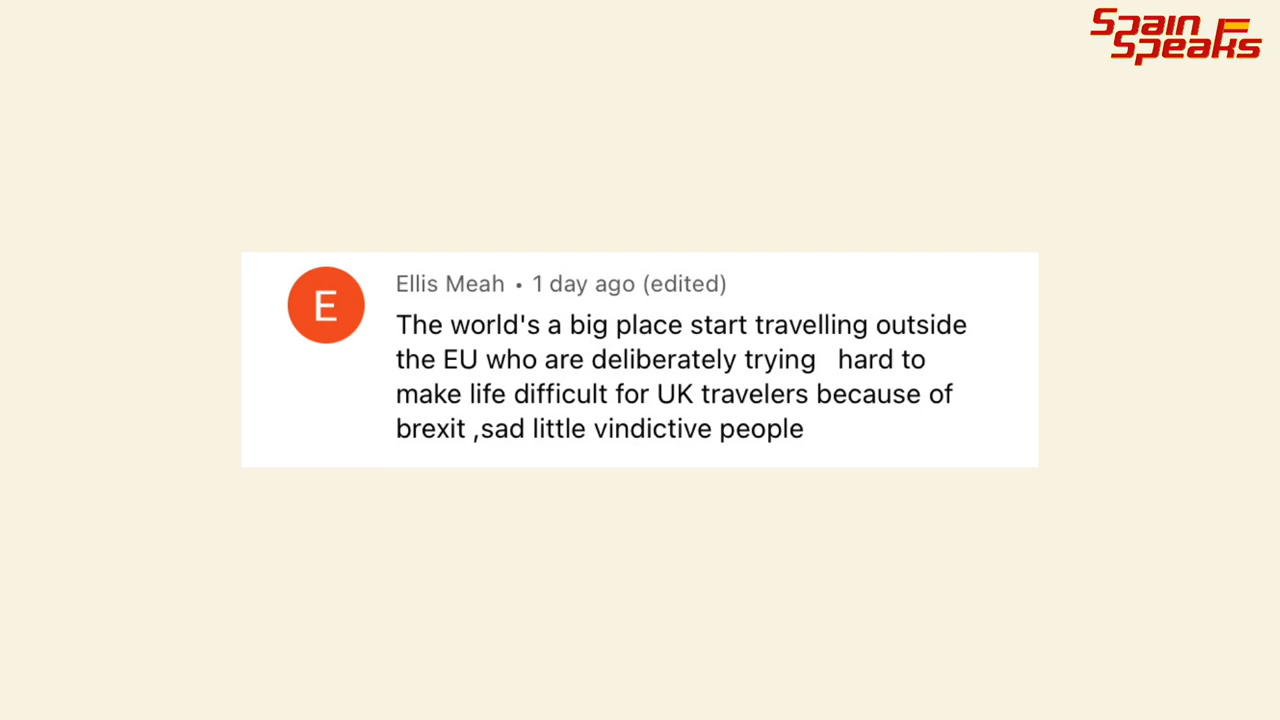 Spain
Speaks
E
Ellis Meah • 1 day ago (edited)
The world's a big place start travelling outside
the EU who are deliberately trying   hard to
make life difficult for UK travelers because of
brexit ,sad little vindictive people